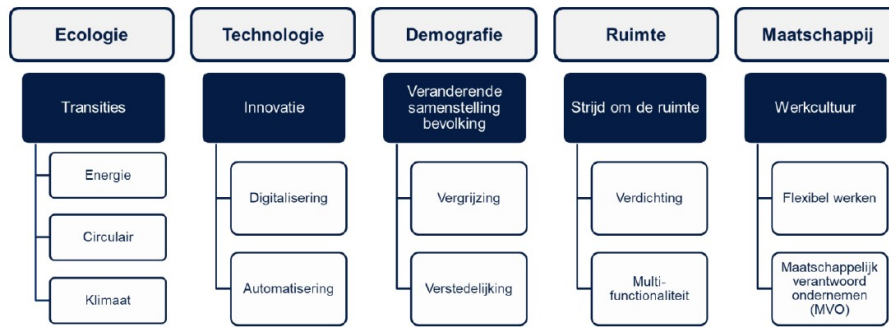 Ecologie
Technologie
Demografie
Ruimte
Maatschappij
Transities
Innovatie
Veranderende
samenstelling
bevolking
Strijd om de ruimte
Werkcultuur
Energie
Circulair
Klimaat
Digitalisering
Automatisering
Vergrijzing
Verstedelijking
Verdichting
Multi-
functionaliteit
Flexibel werken
Maatschappelijk
verantwoord
ondernemen
(MVO)